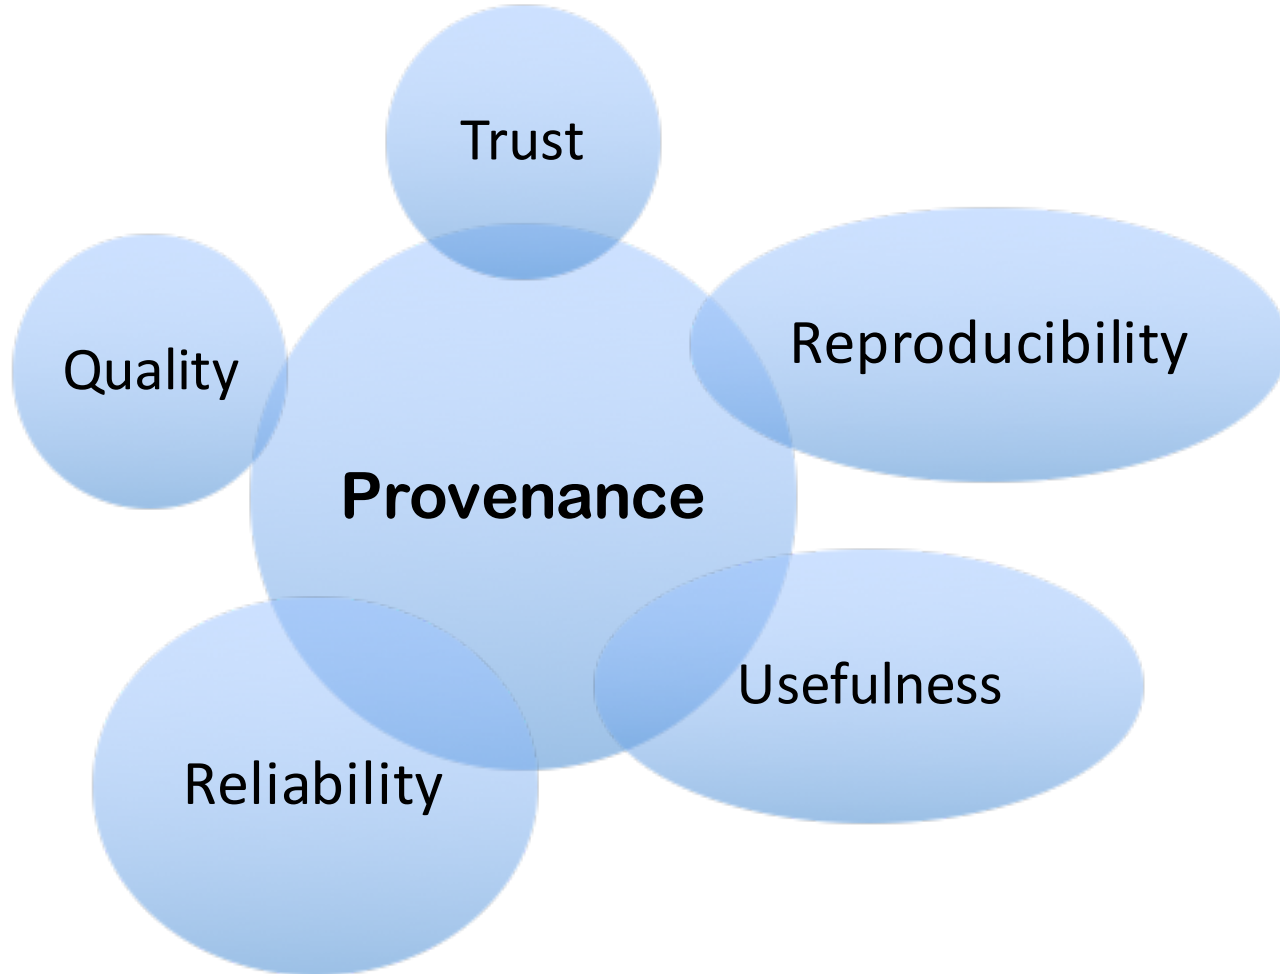 Trust
Reproducibility
Quality
Provenance
Usefulness
Reliability